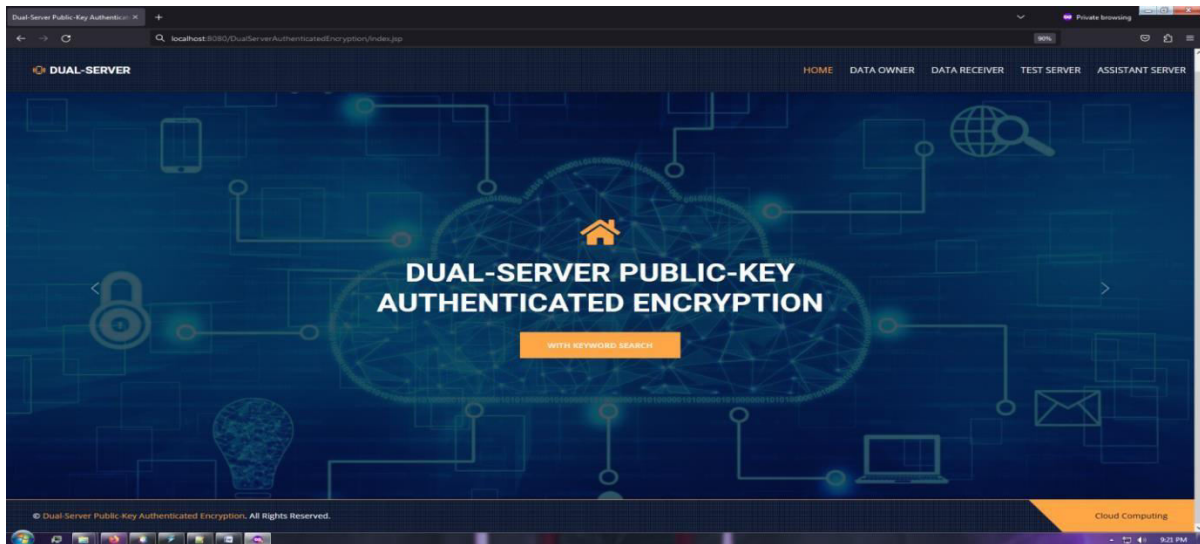 Dual-Server Public-Key Authenticati
Private browsing
localhost:8080/DualServerAuthenticatedEncryption/index.jsp
90%
DUAL-SERVER
HOME DATA OWNER DATA RECEIVER TEST SERVER ASSISTANT SERVER
DUAL-SERVER PUBLIC-KEY
AUTHENTICATED ENCRYPTION
WITH KEYWORD SEARCH
© Dual-Server Public-Key Authenticated Encryption. All Rights Reserved.
Cloud Computing
9:21 PM